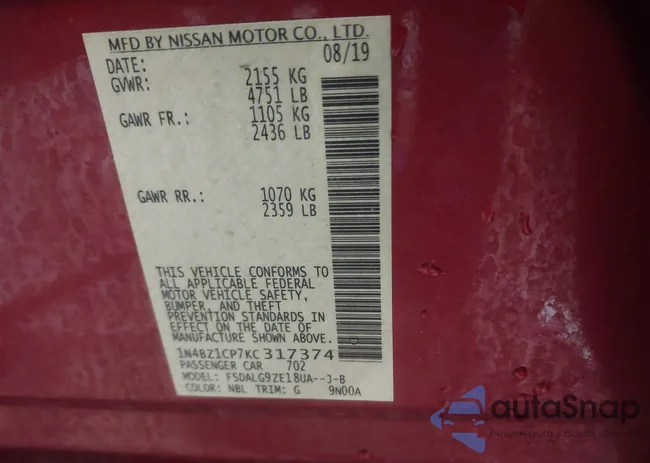 MFD BY NISSAN MOTOR CO., LTD.
DATE: 08/19
GVWR: 2155 KG
4751 LB
GAWR FR.: 1105 KG
2436 LB
GAWR RR.: 1070 KG
2359 LB
THIS VEHICLE CONFORMS TO
ALL APPLICABLE FEDERAL
MOTOR VEHICLE SAFETY,
BUMPER, AND THEFT
PREVENTION STANDARDS IN
EFFECT ON THE DATE OF
MANUFACTURE SHOWN ABOVE.
1N4BZ1CP7KC317374
PASSENGER CAR 702
MODEL: FSDALG9ZE18UA--J-B
COLOR: NBL TRIM: G 9N00A
autaSnap
Pewne auta z